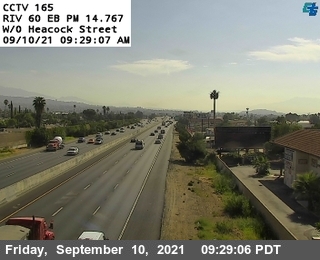 CCTV 165
RIV 60 EB PM 14.767
W/O Heacock Street
09/10/21 09:29:07 AM
Friday, September 10, 2021 09:29:06 PDT